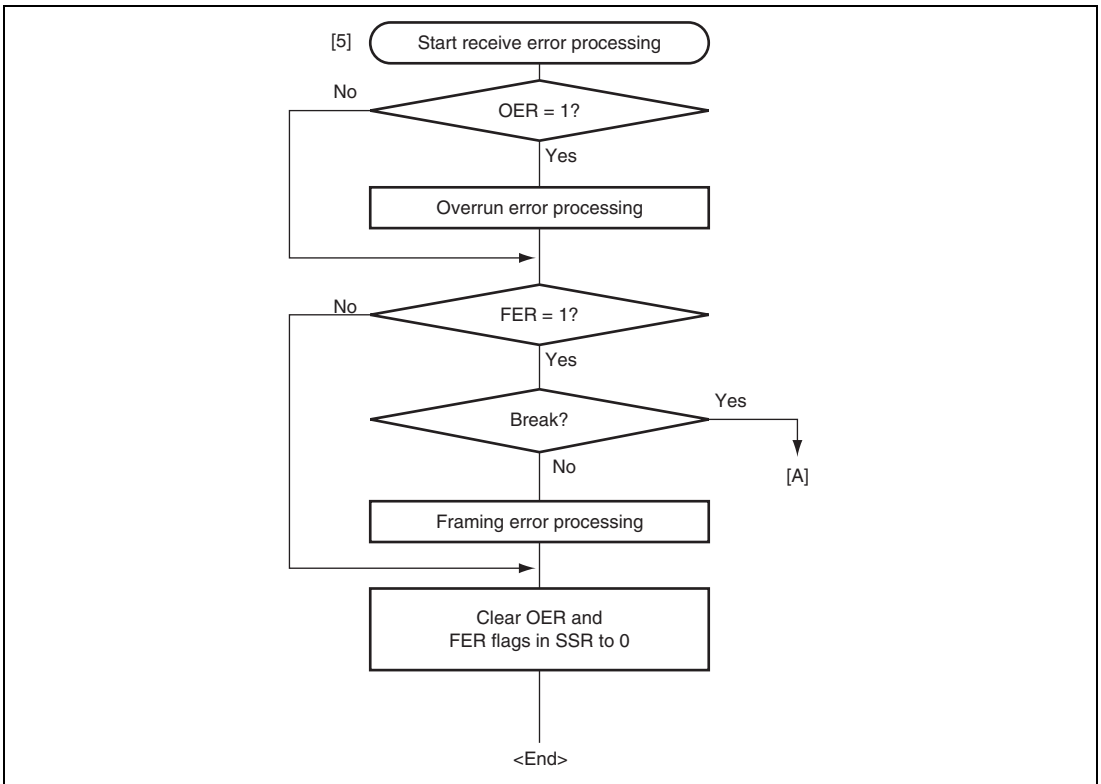 [5]
Start receive error processing
No
OER = 1?
Yes
Overrun error processing
No
FER = 1?
Yes
Break?
Yes
No
[A]
Framing error processing
Clear OER and
FER flags in SSR to 0
<End>